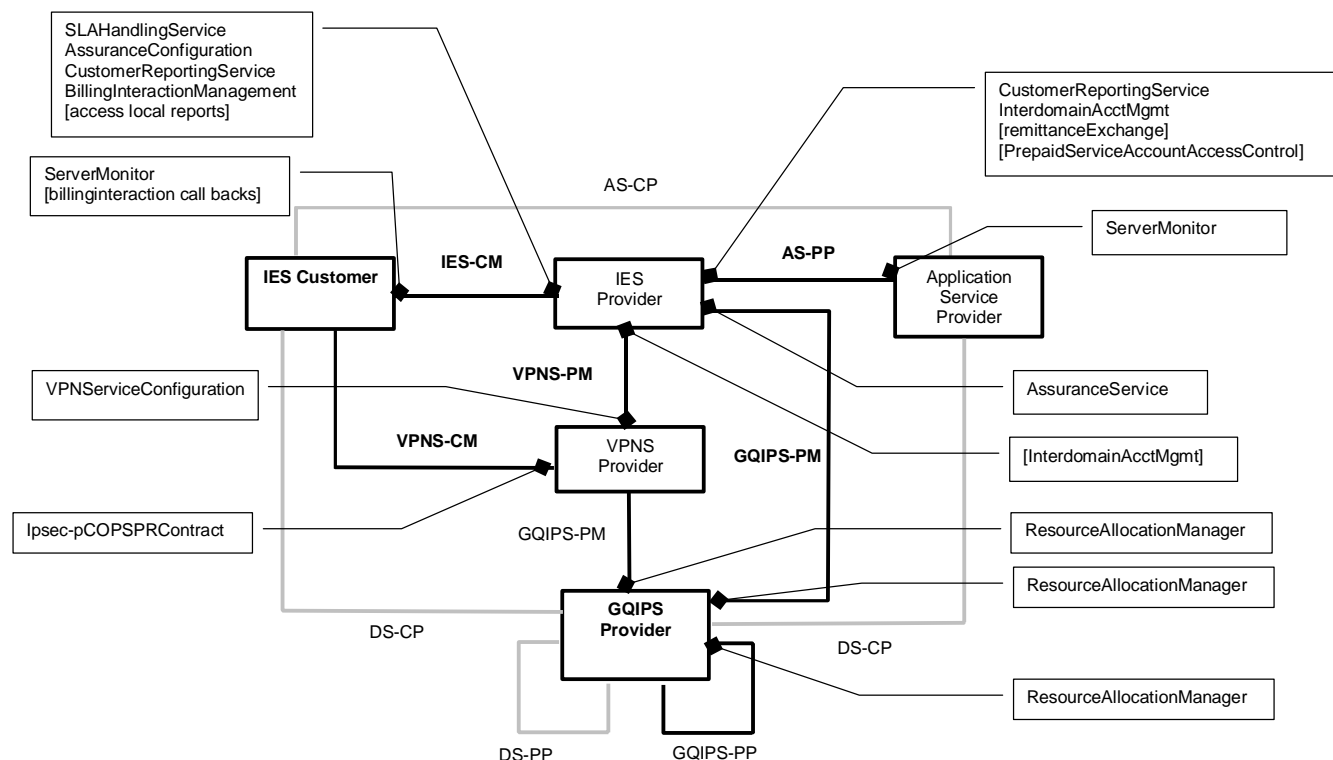 SLAHandlingService
AssuranceConfiguration
CustomerReportingService
BillingInteractionManagement
[access local reports]
CustomerReportingService
InterdomainAcctMgmt
[remittanceExchange]
[PrepaidServiceAccountAccessControl]
ServerMonitor
[billinginteraction call backs]
AS-CP
ServerMonitor
IES Customer
IES-CM
IES
Provider
AS-PP
Application
Service
Provider
VPNS-PM
VPNServiceConfiguration
AssuranceService
VPNS-CM
VPNS
Provider
GQIPS-PM
[InterdomainAcctMgmt]
Ipsec-pCOPSPRContract
GQIPS-PM
ResourceAllocationManager
ResourceAllocationManager
GQIPS
Provider
DS-CP
DS-CP
ResourceAllocationManager
DS-PP
GQIPS-PP